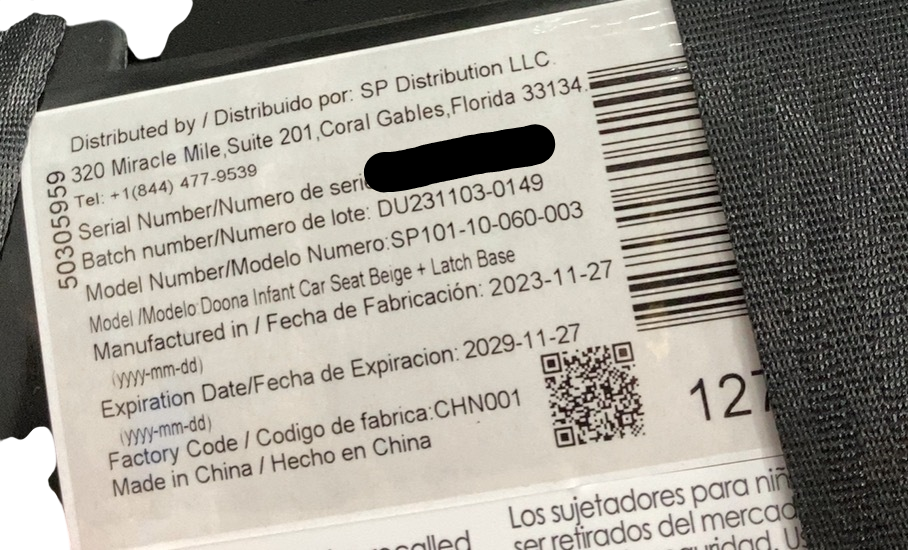 Distributed by / Distribuido por: SP Distribution LLC
320 Miracle Mile,Suite 201,Coral Gables,Florida 33134.
Tel: +1(844) 477-9539
Serial Number/Numero de serie
Batch number/Numero de lote: DU231103-0149
Model Number/Modelo Numero:SP101-10-060-003
Model /Modelo:Doona Infant Car Seat Beige + Latch Base
Manufactured in / Fecha de Fabricación: 2023-11-27
(yyyy-mm-dd)
Expiration Date/Fecha de Expiracion: 2029-11-27
(yyyy-mm-dd)
Factory Code / Codigo de fabrica:CHN001
Made in China / Hecho en China
50305959
127
Los sujetadores para niñ
ser retirados del mercad